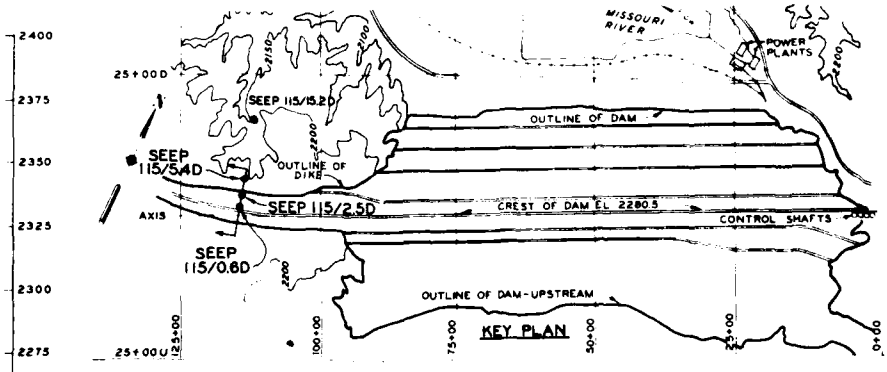 2400
2375
2350
2325
2300
2275
MISSOURI
RIVER
POWER
PLANTS
2200
2100
2150
25+00D
SEEP 115/15.2D
OUTLINE OF DAM
2200
SEEP
115/5.4D
OUTLINE OF
DIKE
SEEP 115/2.5D
CREST OF DAM EL 2280.5
AXIS
CONTROL SHAFTS
SEEP
115/0.6D
2200
OUTLINE OF DAM-UPSTREAM
KEY PLAN
25+00U
125+00
100+00
75+00
50+00
25+00
0+00